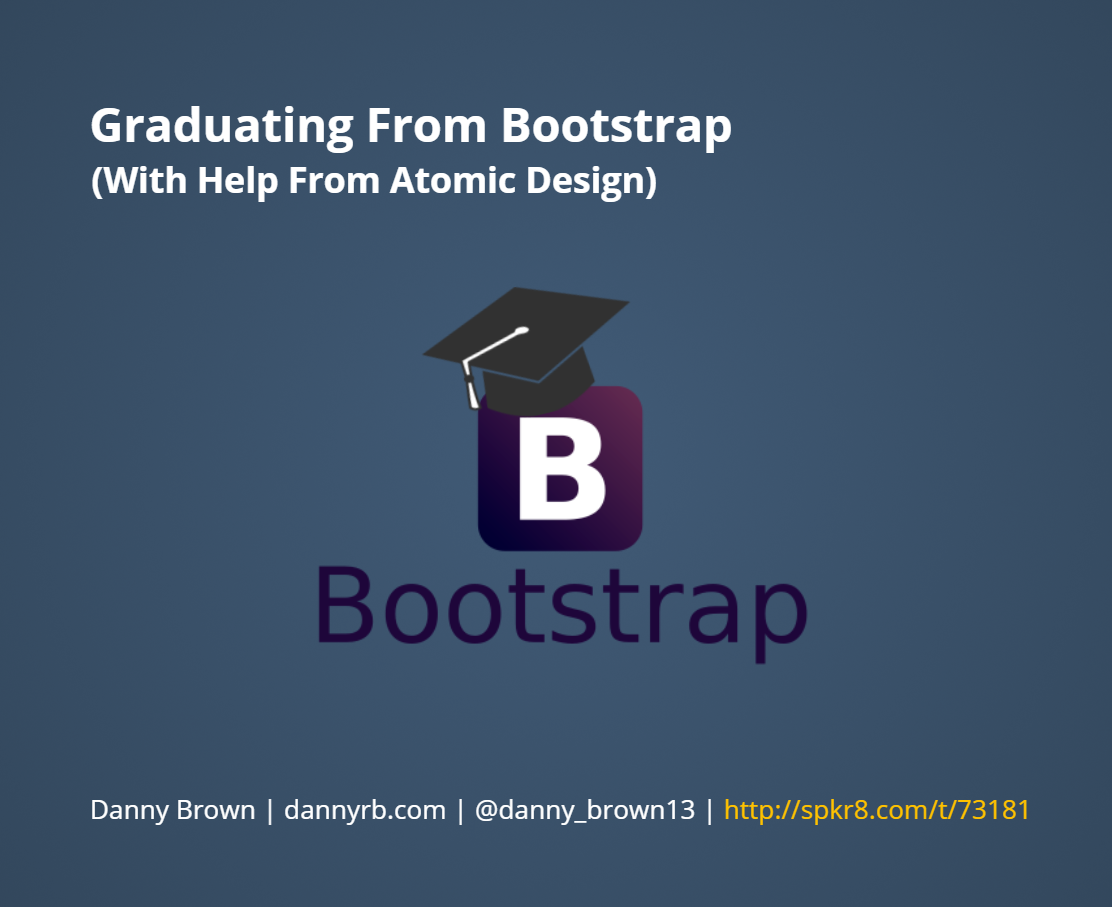 Graduating From Bootstrap
(With Help From Atomic Design)
B
Bootstrap
Danny Brown | dannyrb.com | @danny_brown13 | http://spkr8.com/t/73181